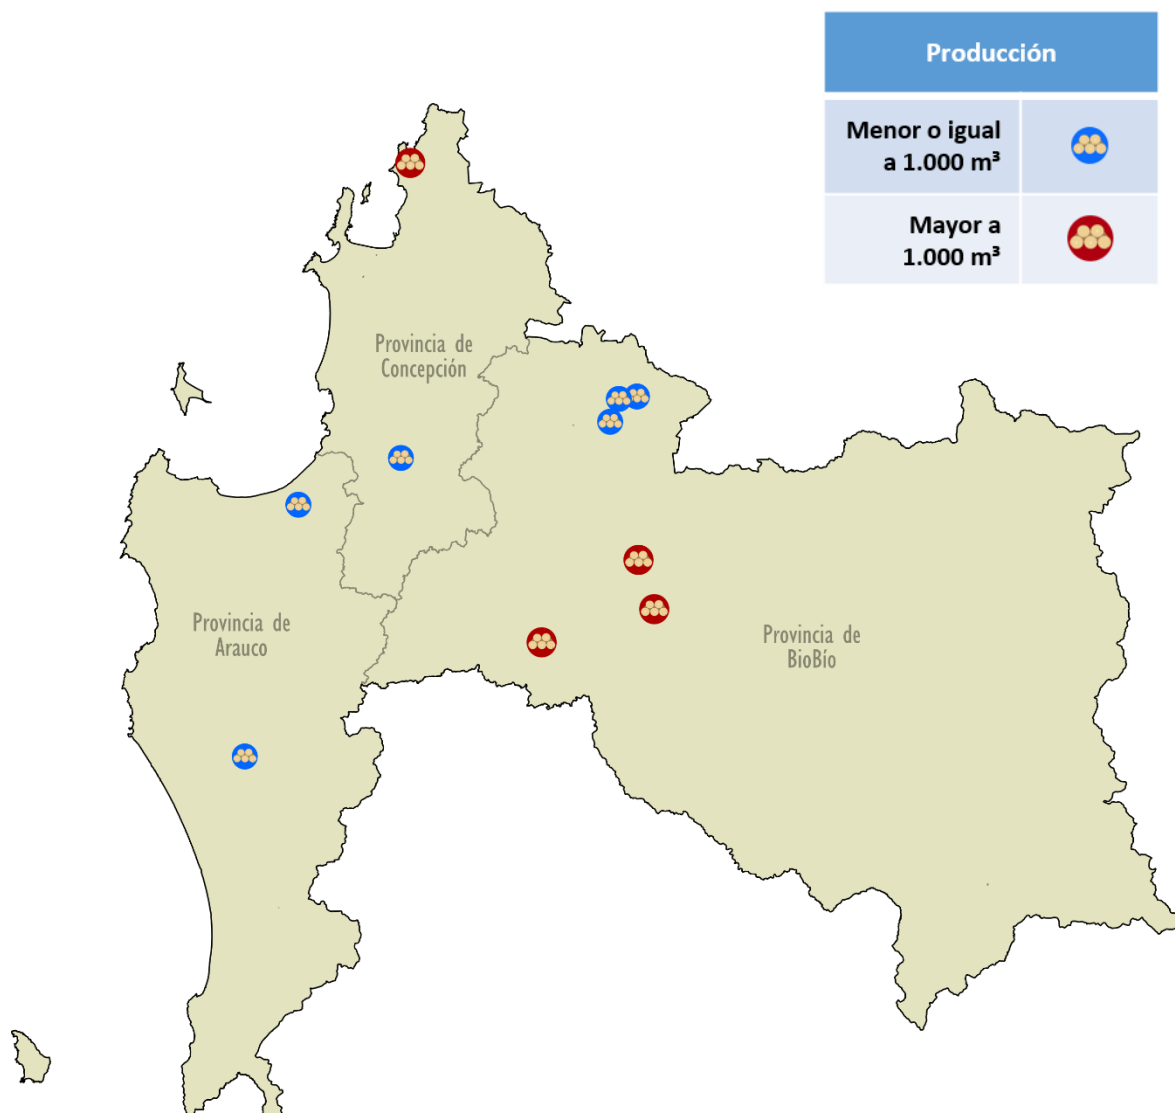 Producción
Menor o igual
a 1.000 m³
Mayor a
1.000 m³
Provincia de
Concepción
Provincia de
Arauco
Provincia de
BioBío